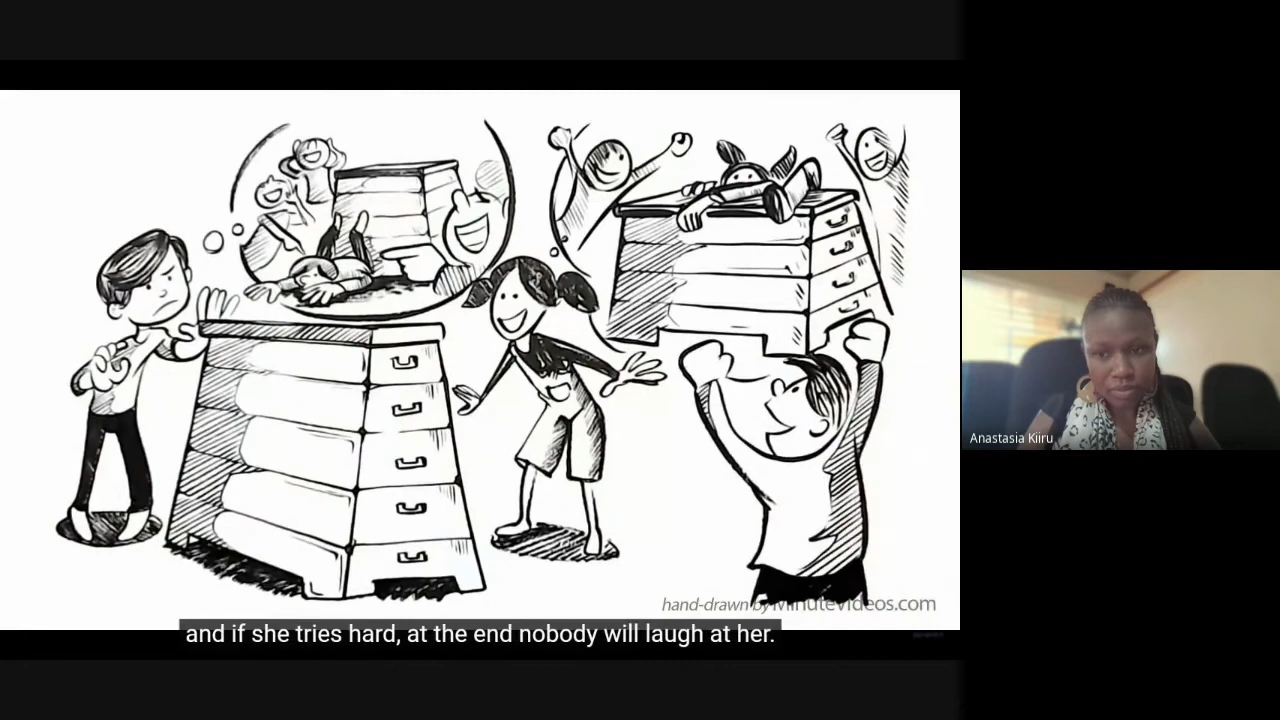 Anastasia Kiiru
hand-drawn by MinuteVideos.com
and if she tries hard, at the end nobody will laugh at her.